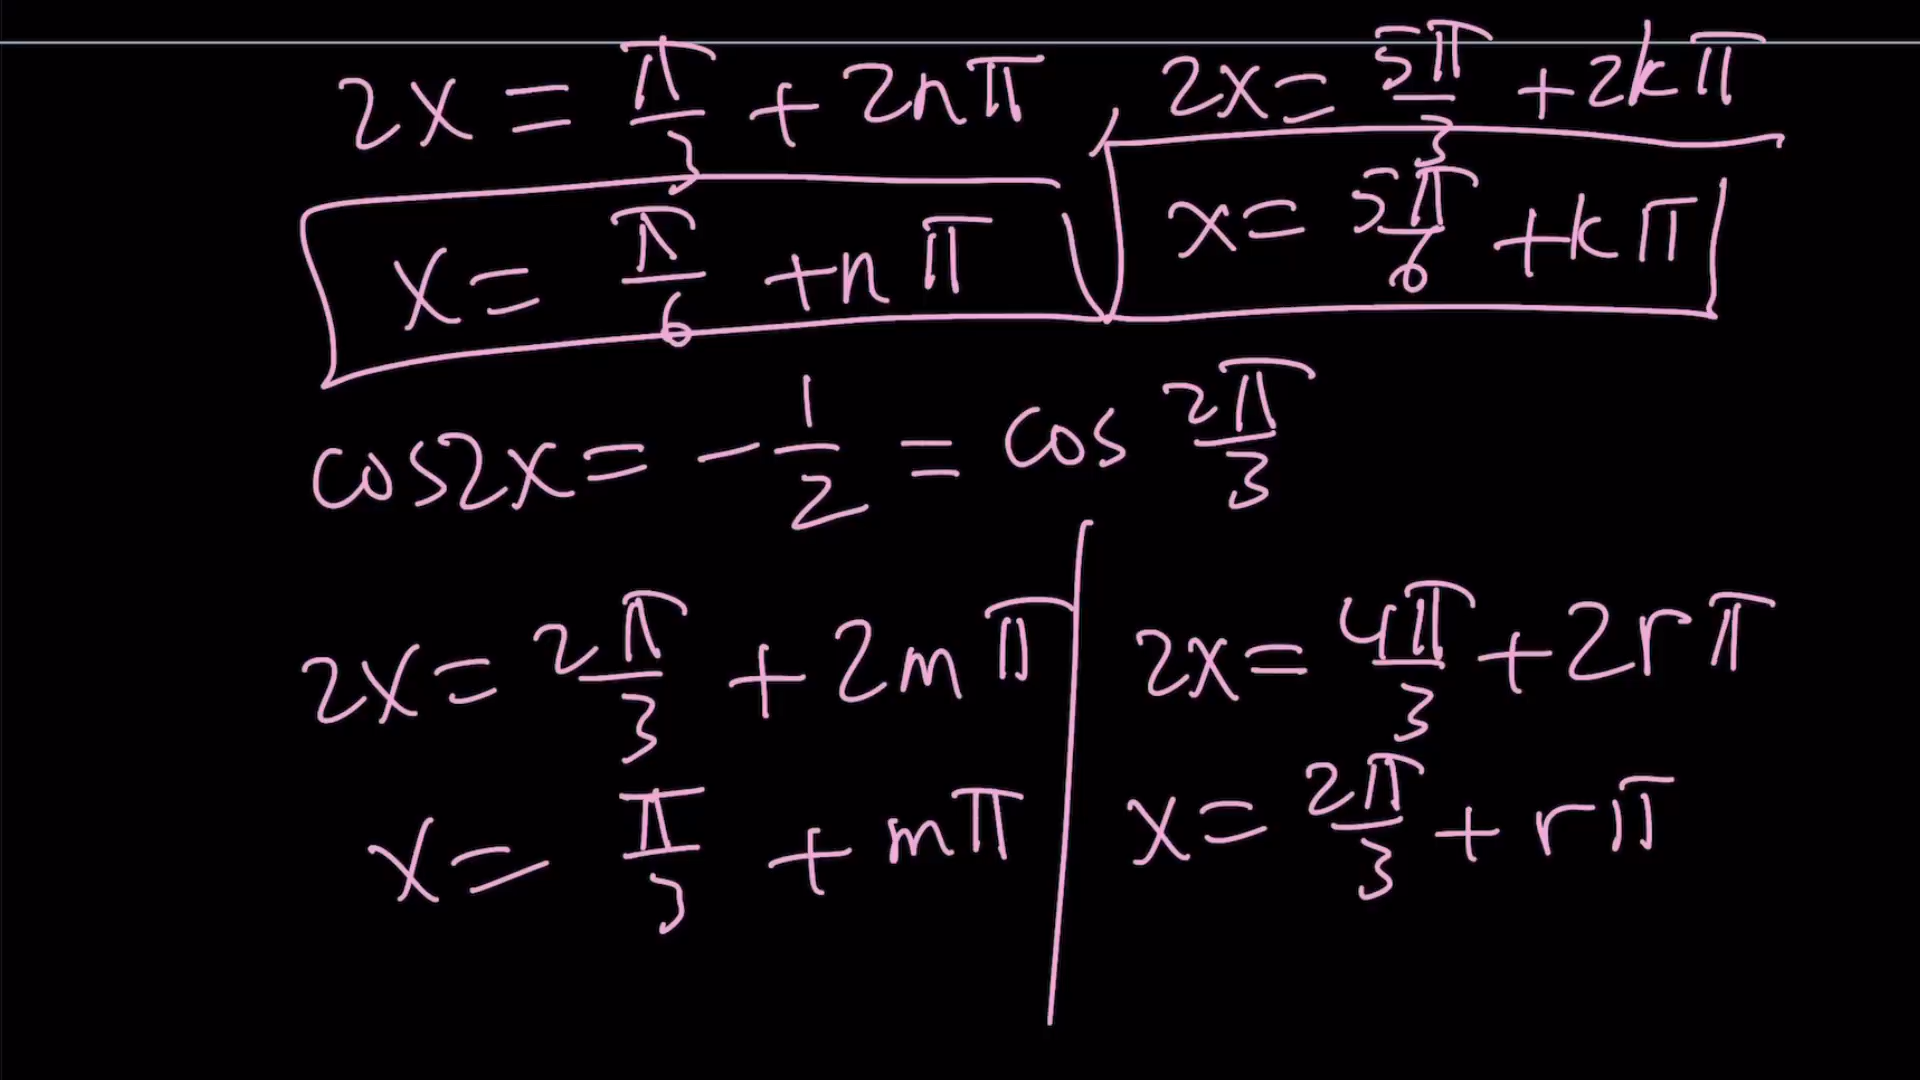 2x = π/3 + 2nπ , 2x = 5π/3 + 2kπ
x = π/6 + nπ x = 5π/6 + kπ
cos2x = -1/2 = cos 2π/3
2x = 2π/3 + 2mπ 2x = 4π/3 + 2rπ
x = π/3 + mπ x = 2π/3 + rπ